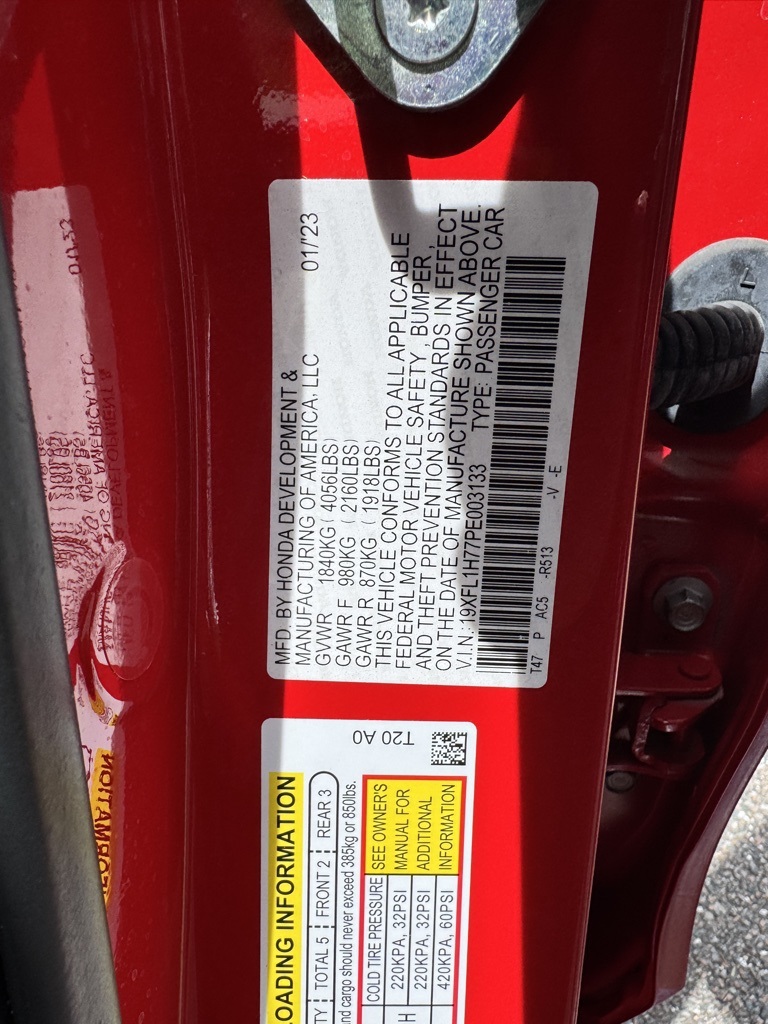 MFD. BY HONDA DEVELOPMENT &
MANUFACTURING OF AMERICA, LLC 01/'23
GVWR 1840KG ( 4056LBS)
GAWR F 980KG ( 2160LBS)
GAWR R 870KG ( 1918LBS)
THIS VEHICLE CONFORMS TO ALL APPLICABLE
FEDERAL MOTOR VEHICLE SAFETY , BUMPER ,
AND THEFT PREVENTION STANDARDS IN EFFECT
ON THE DATE OF MANUFACTURE SHOWN ABOVE.
V.I.N.: 19XFL1H77PE003133 TYPE: PASSENGER CAR
T47 P AC5 -R513 -V -E
T20 A0
LOADING INFORMATION
TOTAL 5 FRONT 2 REAR 3
and cargo should never exceed 385kg or 850lbs.
COLD TIRE PRESSURE SEE OWNER'S
220KPA, 32PSI MANUAL FOR
220KPA, 32PSI ADDITIONAL
420KPA, 60PSI INFORMATION